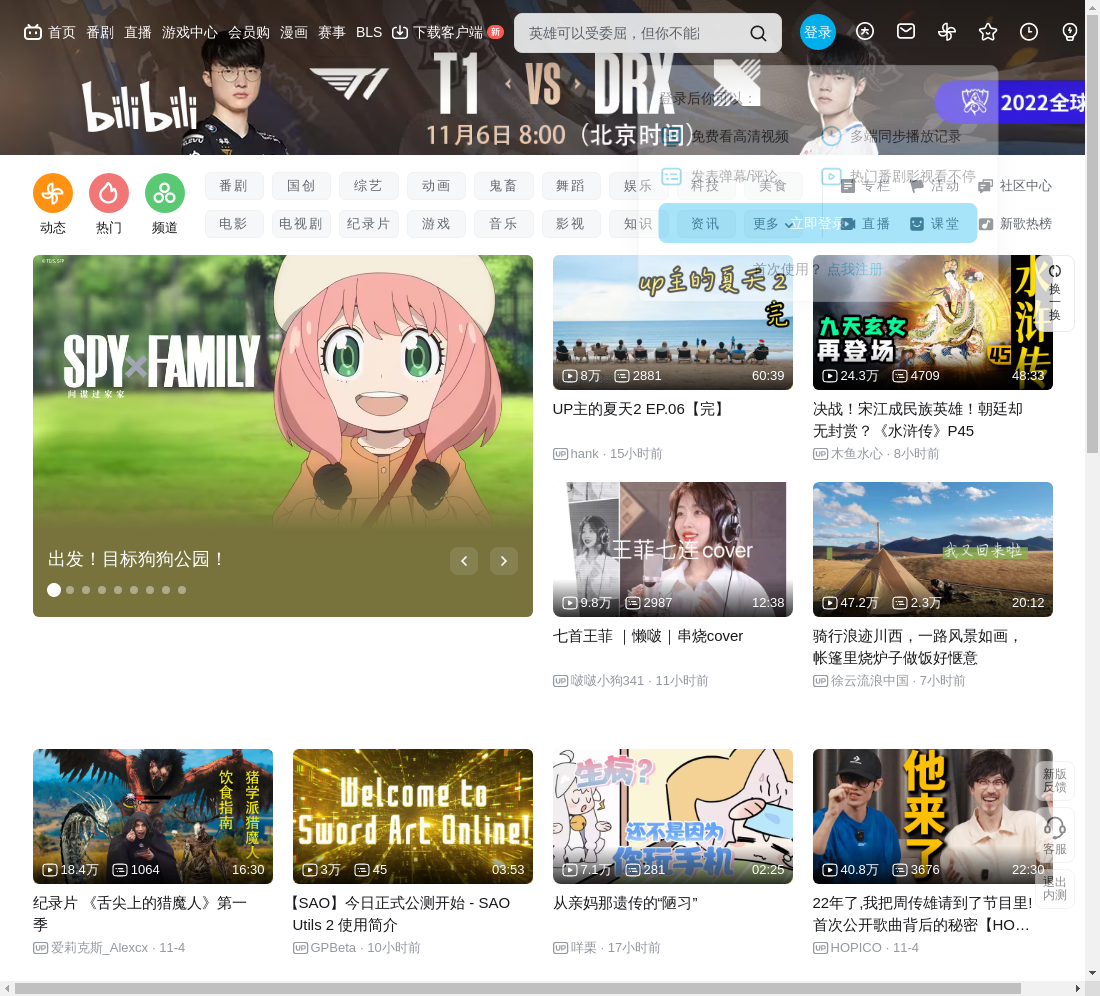 首页 番剧 直播 游戏中心 会员购 漫画 赛事 BLS 下载客户端 新
英雄可以受委屈，但你不能
登录
bilibili
T1 VS DRX
11月6日 8:00（北京时间）
2022全球
登录后你可以：
免费看高清视频 多端同步播放记录
发表弹幕/评论 热门番剧影视看不停
立即登录
首次使用？ 点我注册
动态 热门 频道
番剧 国创 综艺 动画 鬼畜 舞蹈 娱乐 科技 美食
专栏 活动 社区中心
电影 电视剧 纪录片 游戏 音乐 影视 知识 资讯 更多
直播 课堂 新歌热榜
SPY×FAMILY
间谍过家家
出发！目标狗狗公园！
up主的夏天2
完
8万 2881 60:39
UP主的夏天2 EP.06【完】
UP hank · 15小时前
水浒传
九天玄女
再登场
45
24.3万 4709 48:33
决战！宋江成民族英雄！朝廷却
无封赏？《水浒传》P45
UP 木鱼水心 · 8小时前
换一换
王菲七连cover
9.8万 2987 12:38
七首王菲 ｜懒啵｜串烧cover
UP 啵啵小狗341 · 11小时前
我又回来啦
47.2万 2.3万 20:12
骑行浪迹川西，一路风景如画，
帐篷里烧炉子做饭好惬意
UP 徐云流浪中国 · 7小时前
猪学派猎魔人
饮食指南
18.4万 1064 16:30
纪录片 《舌尖上的猎魔人》第一
季
UP 爱莉克斯_Alexcx · 11-4
Welcome to
Sword Art Online!
3万 45 03:53
【SAO】今日正式公测开始 - SAO
Utils 2 使用简介
UP GPBeta · 10小时前
生病?
还不是因为
你玩手机
7.1万 281 02:25
从亲妈那遗传的“陋习”
UP 咩栗 · 17小时前
他来了
CONVERSE
40.8万 3676 22:30
22年了,我把周传雄请到了节目里!
首次公开歌曲背后的秘密【HO…
UP HOPICO · 11-4
新版
反馈
客服
退出
内测